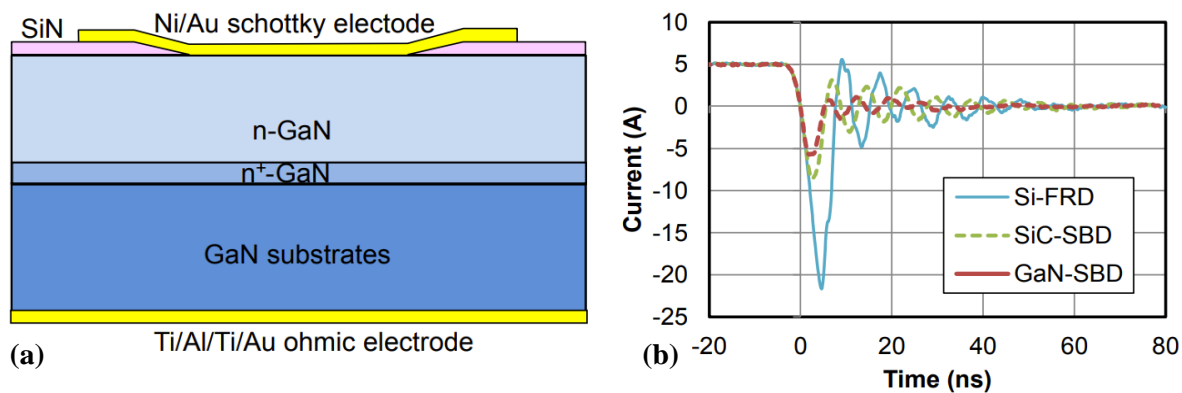 SiN
Ni/Au schottky electode
n-GaN
n⁺-GaN
GaN substrates
Ti/Al/Ti/Au ohmic electrode
(a)
10
5
0
-5
-10
-15
-20
-25
Current (A)
Si-FRD
SiC-SBD
GaN-SBD
-20
0
20
40
60
80
Time (ns)
(b)